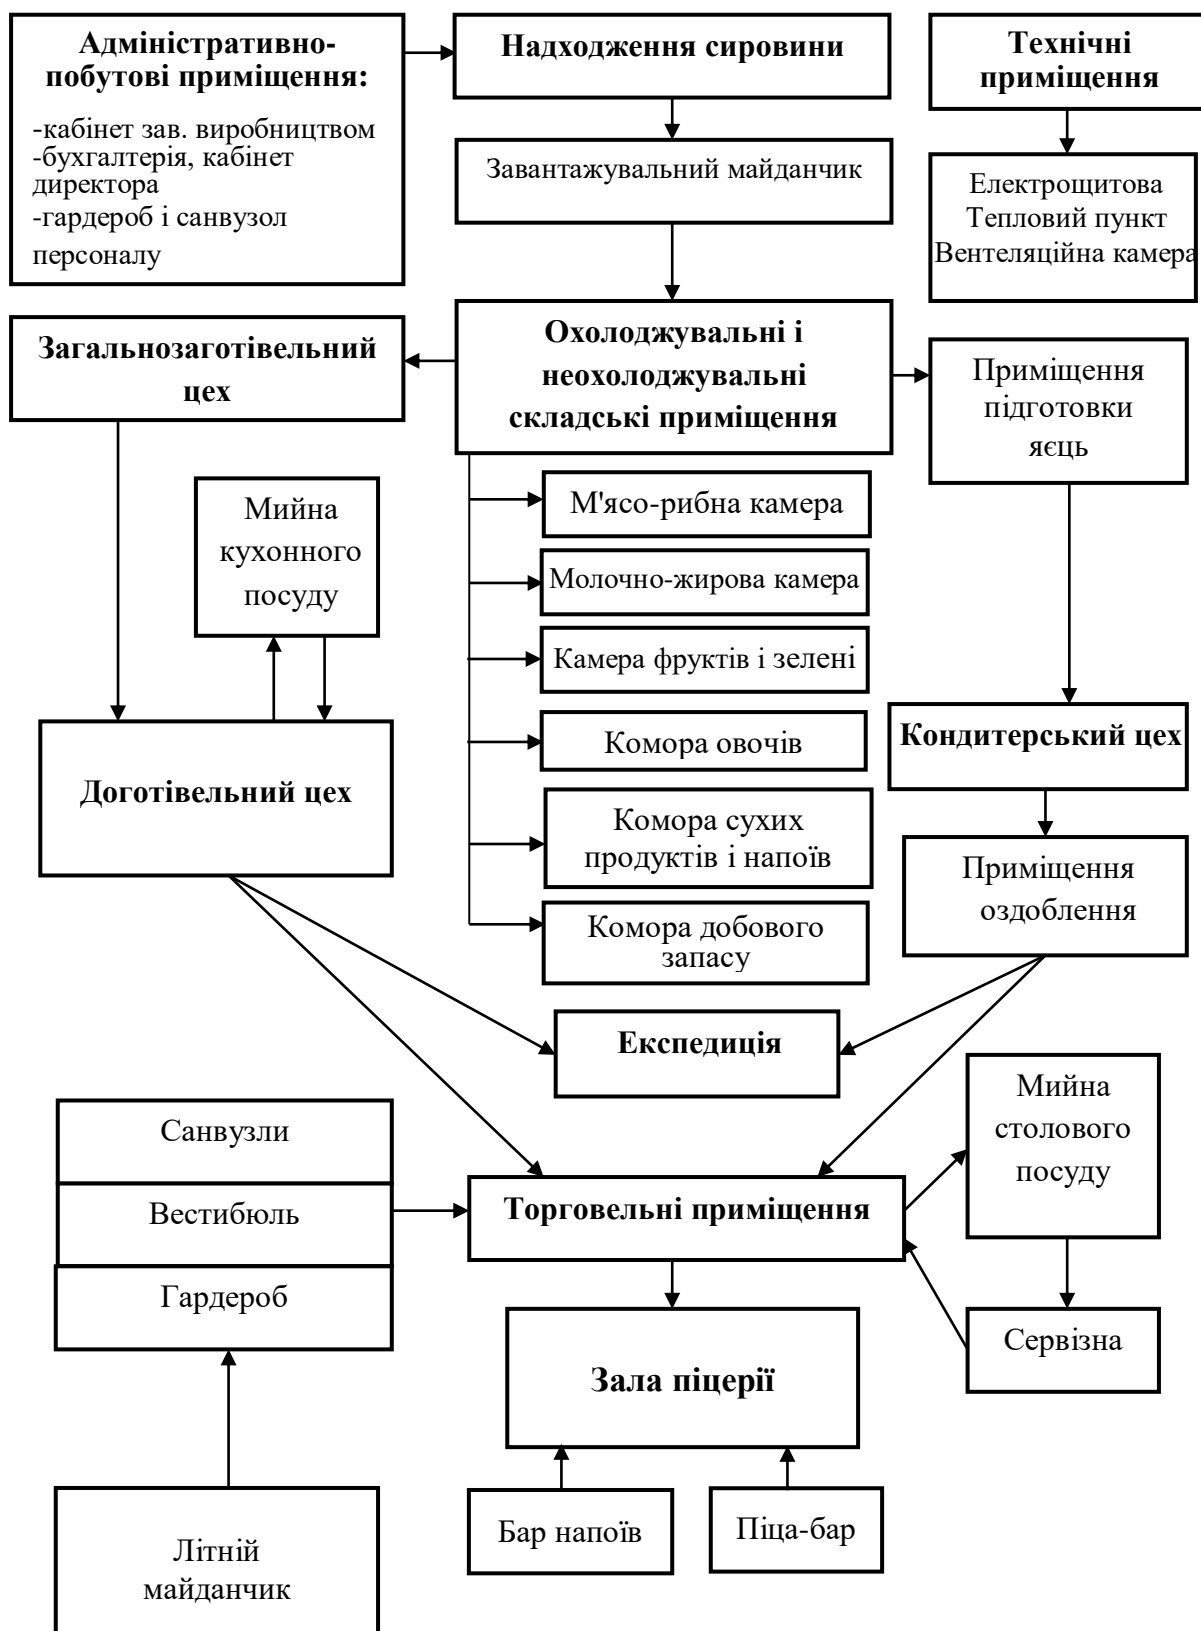 Адміністративно-
побутові приміщення:
-кабінет зав. виробництвом
-бухгалтерія, кабінет
директора
-гардероб і санвузол
персоналу
Надходження сировини
Технічні
приміщення
Завантажувальний майданчик
Електрощитова
Тепловий пункт
Вентеляційна камера
Загальнозаготівельний
цех
Охолоджувальні і
неохолоджувальні
складські приміщення
Приміщення
підготовки
яєць
Мийна
кухонного
посуду
М'ясо-рибна камера
Молочно-жирова камера
Камера фруктів і зелені
Комора овочів
Комора сухих
продуктів і напоїв
Комора добового
запасу
Кондитерський цех
Доготівельний цех
Приміщення
оздоблення
Експедиція
Мийна
столового
посуду
Санвузли
Вестибюль
Гардероб
Торговельні приміщення
Сервізна
Зала піцерії
Бар напоїв
Піца-бар
Літній
майданчик